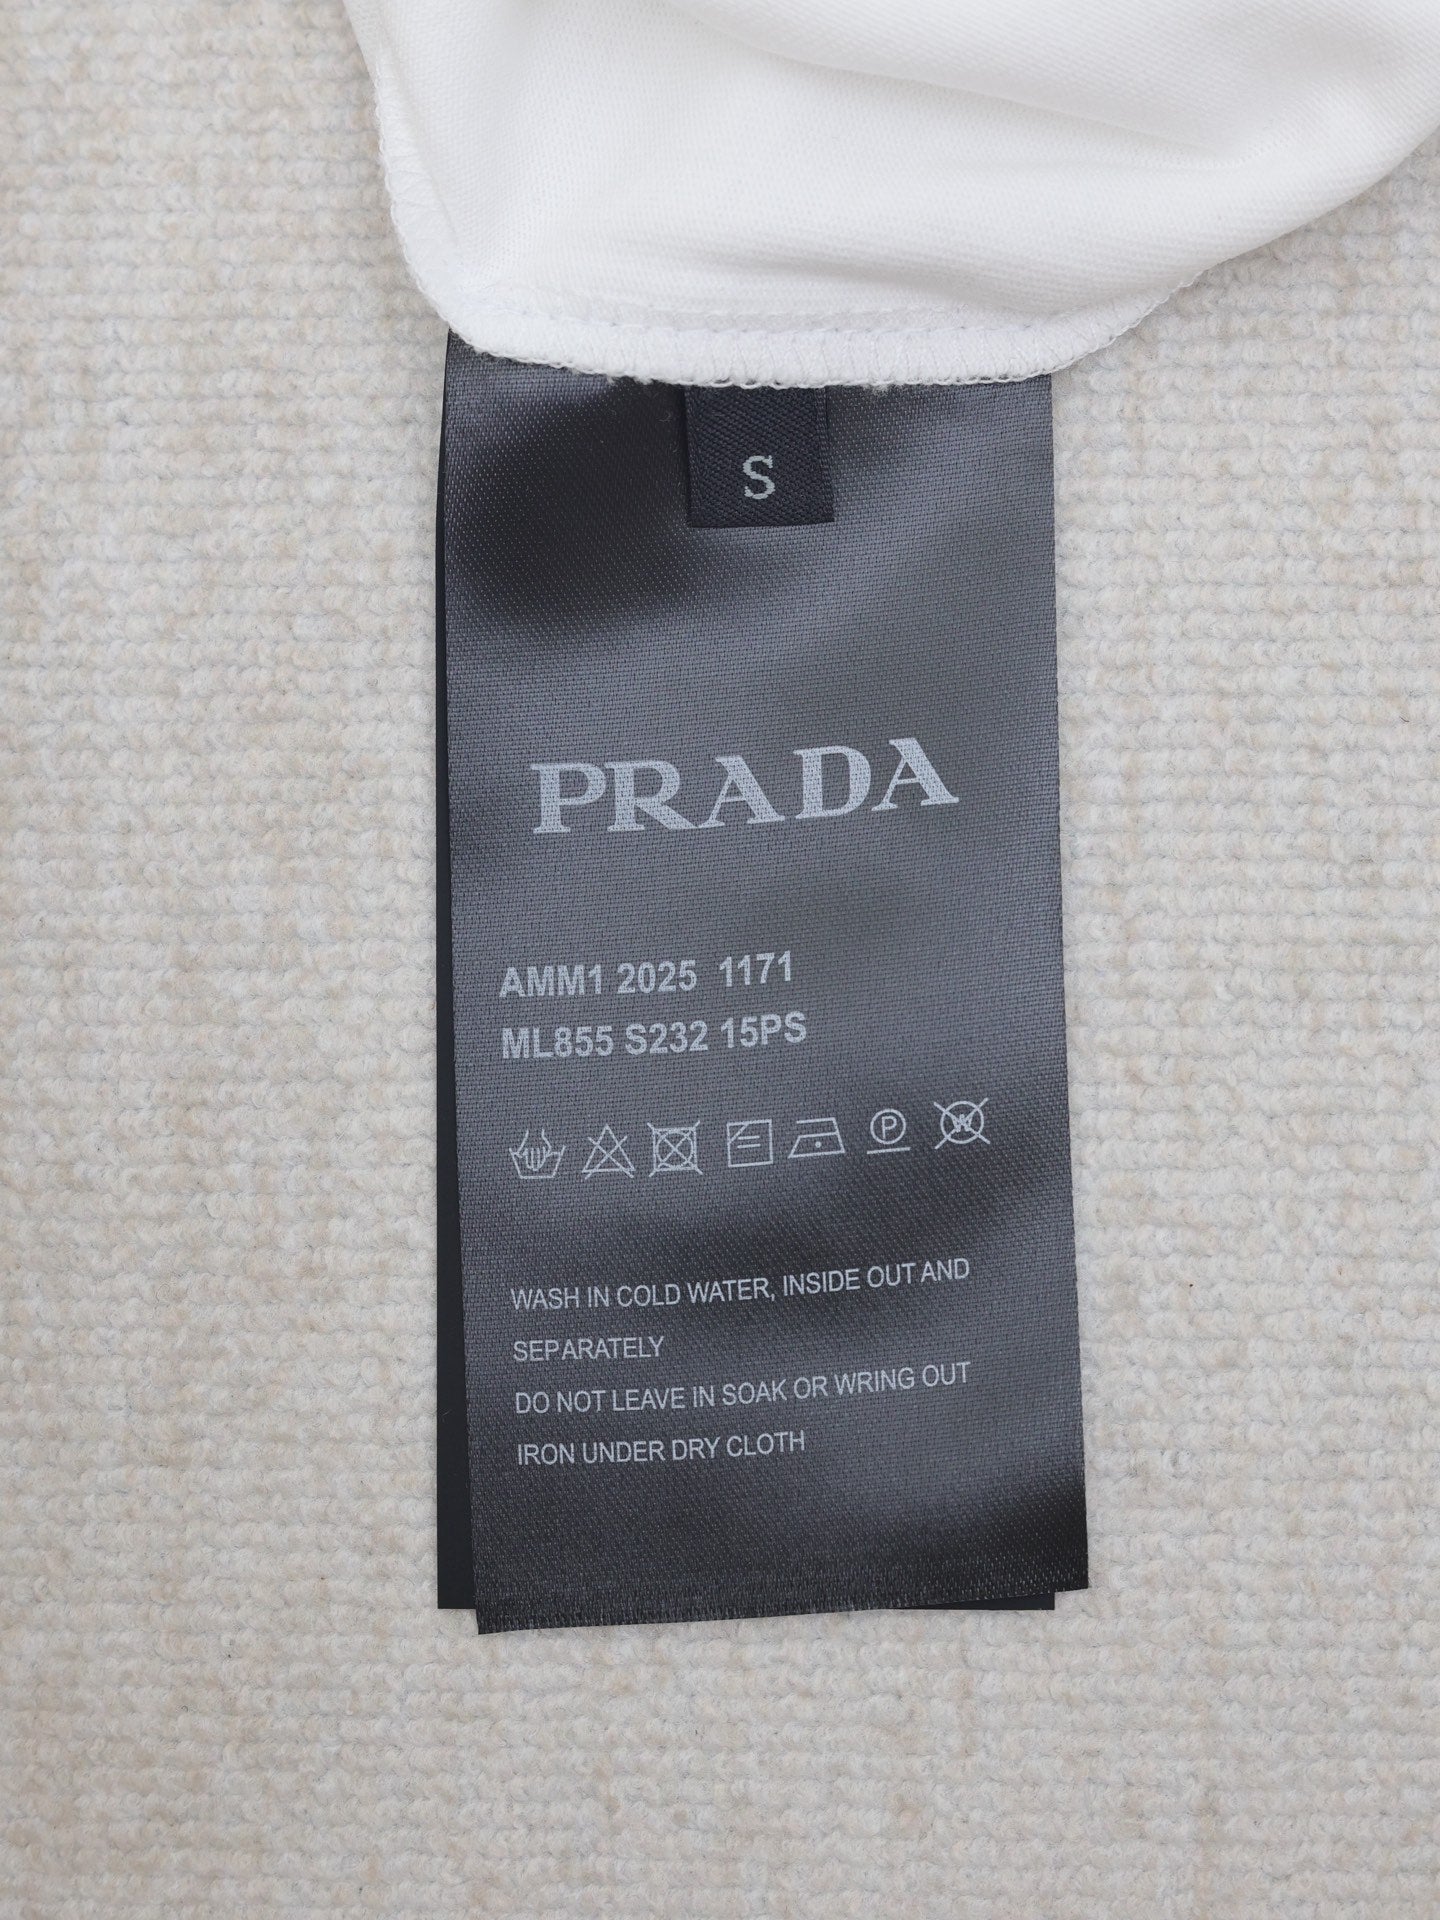 S
PRADA
AMM1 2025 1171
ML855 S232 15PS
P
W
WASH IN COLD WATER, INSIDE OUT AND
SEPARATELY
DO NOT LEAVE IN SOAK OR WRING OUT
IRON UNDER DRY CLOTH